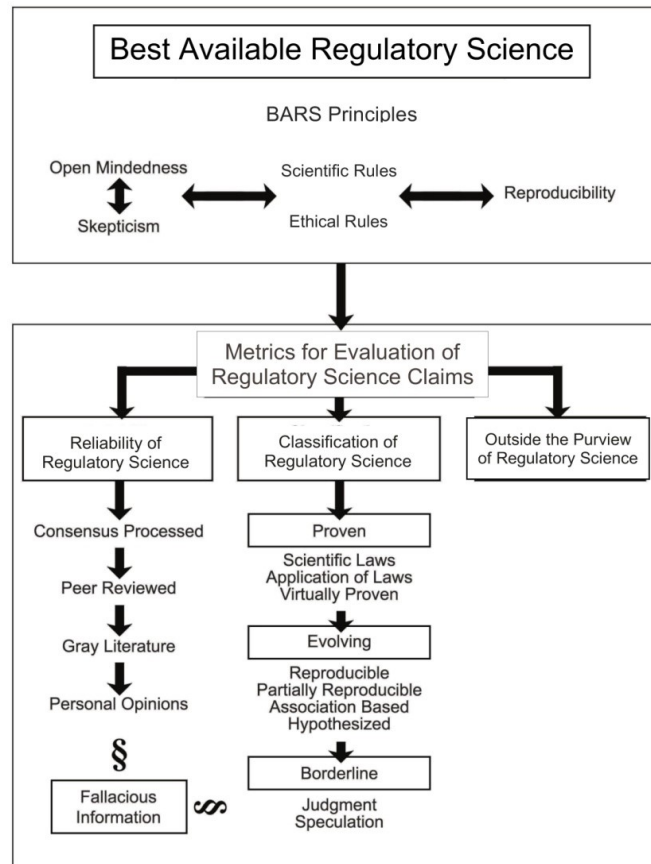 Best Available Regulatory Science
BARS Principles
Open Mindedness
Skepticism
Scientific Rules
Ethical Rules
Reproducibility
Metrics for Evaluation of
Regulatory Science Claims
Reliability of
Regulatory Science
Consensus Processed
Peer Reviewed
Gray Literature
Personal Opinions
§
Fallacious
Information
§
Classification of
Regulatory Science
Proven
Scientific Laws
Application of Laws
Virtually Proven
Evolving
Reproducible
Partially Reproducible
Association Based
Hypothesized
Borderline
Judgment
Speculation
Outside the Purview
of Regulatory Science